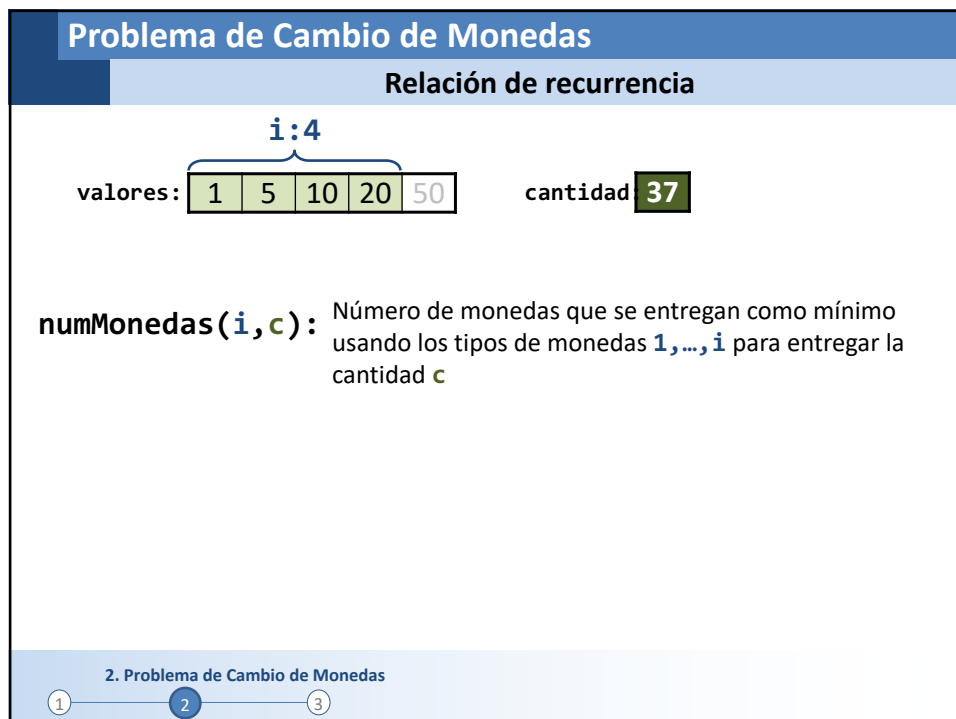 Problema de Cambio de Monedas
Relación de recurrencia
i:4
valores: 1 5 10 20 50 cantidad: 37
numMonedas(i,c): Número de monedas que se entregan como mínimo
usando los tipos de monedas 1,…,i para entregar la
cantidad c
2. Problema de Cambio de Monedas
1 2 3